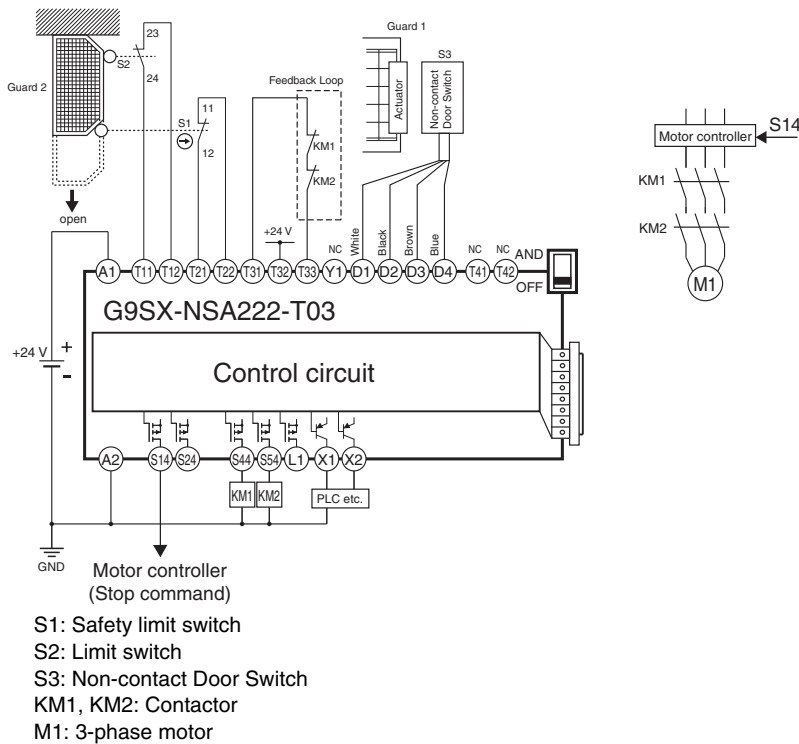 Guard 1
23
S2
S3
24
Guard 2
Feedback Loop
Actuator
Non-contact
Door Switch
11
S1
12
KM1
KM2
open
+24 V
White
Black
Brown
Blue
NC
NC
NC
AND
OFF
A1
T11
T12
T21
T22
T31
T32
T33
Y1
D1
D2
D3
D4
T41
T42
G9SX-NSA222-T03
+24 V
+
-
Control circuit
A2
S14
S24
S44
S54
L1
X1
X2
KM1
KM2
PLC etc.
GND
Motor controller
(Stop command)
Motor controller
S14
KM1
KM2
M1
S1: Safety limit switch
S2: Limit switch
S3: Non-contact Door Switch
KM1, KM2: Contactor
M1: 3-phase motor